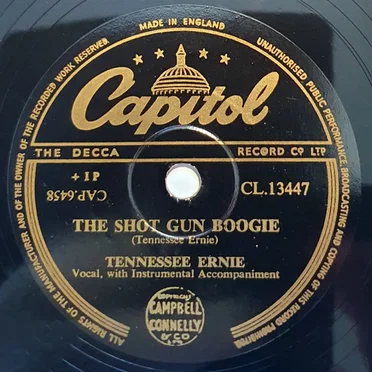 MADE IN ENGLAND
ALL RIGHTS OF THE MANUFACTURER AND OF THE OWNER OF THE RECORDED WORK RESERVED.
UNAUTHORISED PUBLIC PERFORMANCE BROADCASTING AND COPYING OF THIS RECORD PROHIBITED
Capitol
THE DECCA RECORD CO LTP
+1P
CAP.6458
CL.13447
THE SHOT GUN BOOGIE
(Tennessee Ernie)
TENNESSEE ERNIE
Vocal, with Instrumental Accompaniment
COPYRIGHT
CAMPBELL
CONNELLY
& CO
LTD